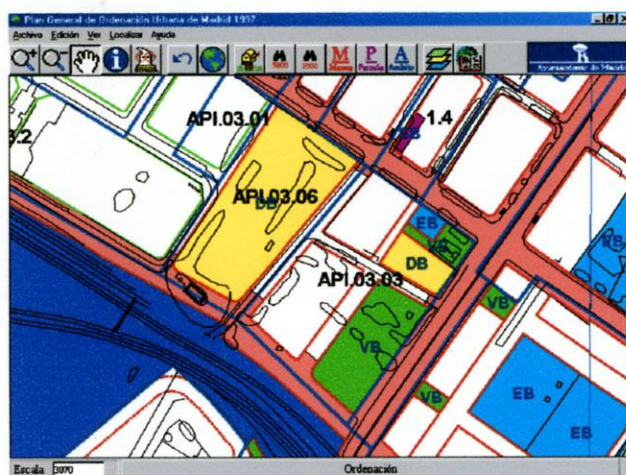 Plan General de Ordenación Urbana de Madrid 1997
Archivo Edición Ver Localizar Ayuda
M P A
Ayuntamiento de Madrid
API.03.01
1.4
3.2
API.03.06
DB
EB
VB
DB
API.03.03
VB
VB
VB
EB
EB
EB
Escala Ordenación